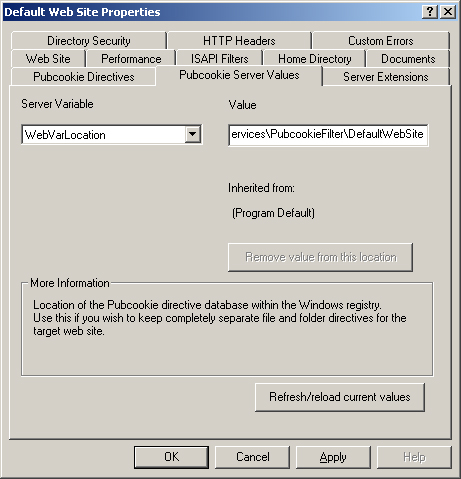 Default Web Site Properties
Directory Security HTTP Headers Custom Errors
Web Site Performance ISAPI Filters Home Directory Documents
Pubcookie Directives Pubcookie Server Values Server Extensions
Server Variable Value
WebVarLocation ervices\PubcookieFilter\DefaultWebSite
Inherited from:
(Program Default)
Remove value from this location
More Information
Location of the Pubcookie directive database within the Windows registry.
Use this if you wish to keep completely separate file and folder directives for the
target web site.
Refresh/reload current values
OK Cancel Apply Help